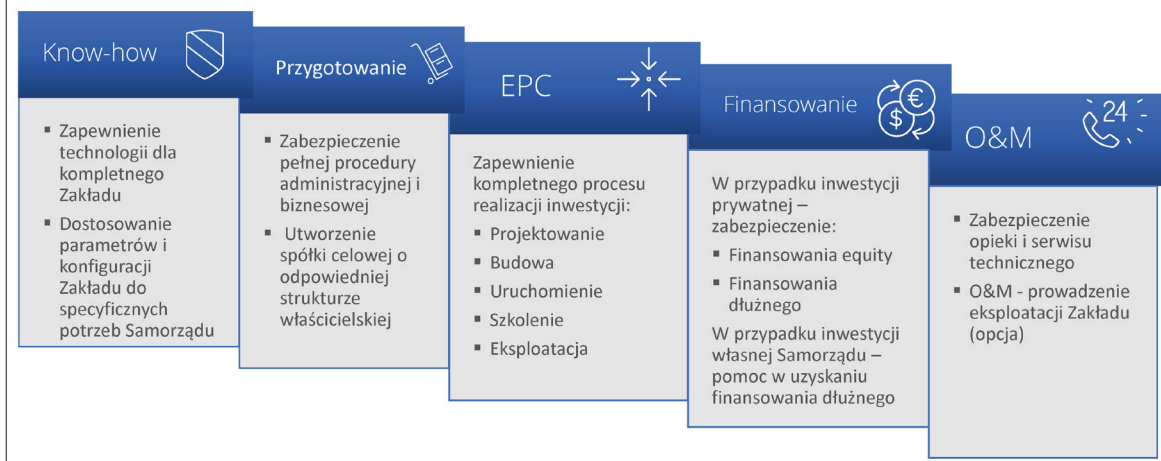 Know-how
▪ Zapewnienie
technologii dla
kompletnego
Zakładu
▪ Dostosowanie
parametrów i
konfiguracji
Zakładu do
specyficznych
potrzeb Samorządu
Przygotowanie
▪ Zabezpieczenie
pełnej procedury
administracyjnej i
biznesowej
▪ Utworzenie
spółki celowej o
odpowiedniej
strukturze
właścicielskiej
EPC
Zapewnienie
kompletnego procesu
realizacji inwestycji:
▪ Projektowanie
▪ Budowa
▪ Uruchomienie
▪ Szkolenie
▪ Eksploatacja
Finansowanie
€
$
W przypadku inwestycji
prywatnej –
zabezpieczenie:
▪ Finansowania equity
▪ Finansowania
dłużnego
W przypadku inwestycji
własnej Samorządu –
pomoc w uzyskaniu
finansowania dłużnego
O&M
24
▪ Zabezpieczenie
opieki i serwisu
technicznego
▪ O&M - prowadzenie
eksploatacji Zakładu
(opcja)